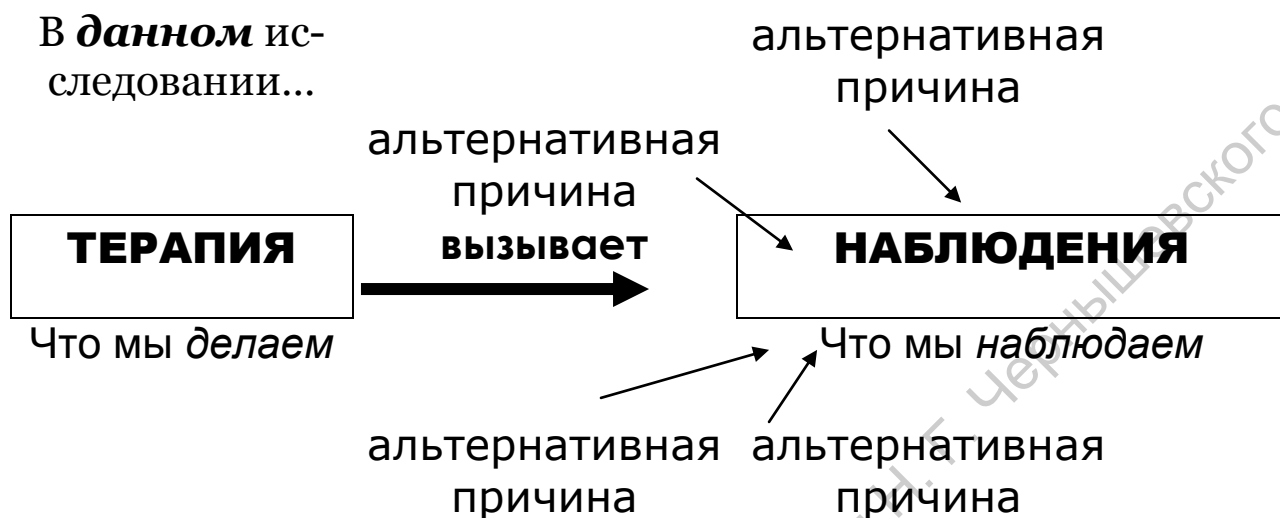 В данном ис-
следовании...
альтернативная
причина
альтернативная
причина
ТЕРАПИЯ
вызывает
НАБЛЮДЕНИЯ
Что мы делаем
Что мы наблюдаем
альтернативная
причина
альтернативная
причина
Н. Г. Чернышевского